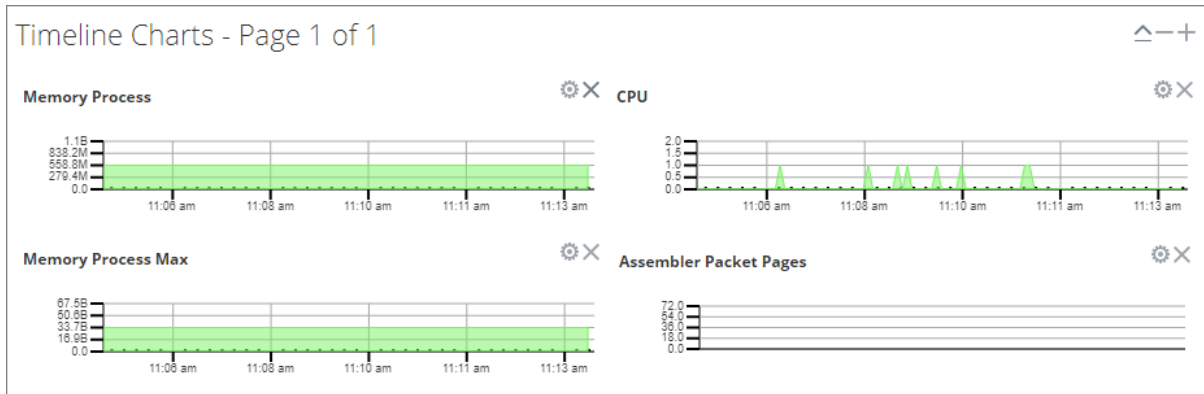 Timeline Charts - Page 1 of 1
Memory Process
1.1B
838.2M
558.8M
279.4M
0.0
11:06 am 11:08 am 11:10 am 11:11 am 11:13 am
CPU
2.0
1.5
1.0
0.5
0.0
11:06 am 11:08 am 11:10 am 11:11 am 11:13 am
Memory Process Max
67.5B
50.6B
33.7B
16.9B
0.0
11:06 am 11:08 am 11:10 am 11:11 am 11:13 am
Assembler Packet Pages
72.0
54.0
36.0
18.0
0.0